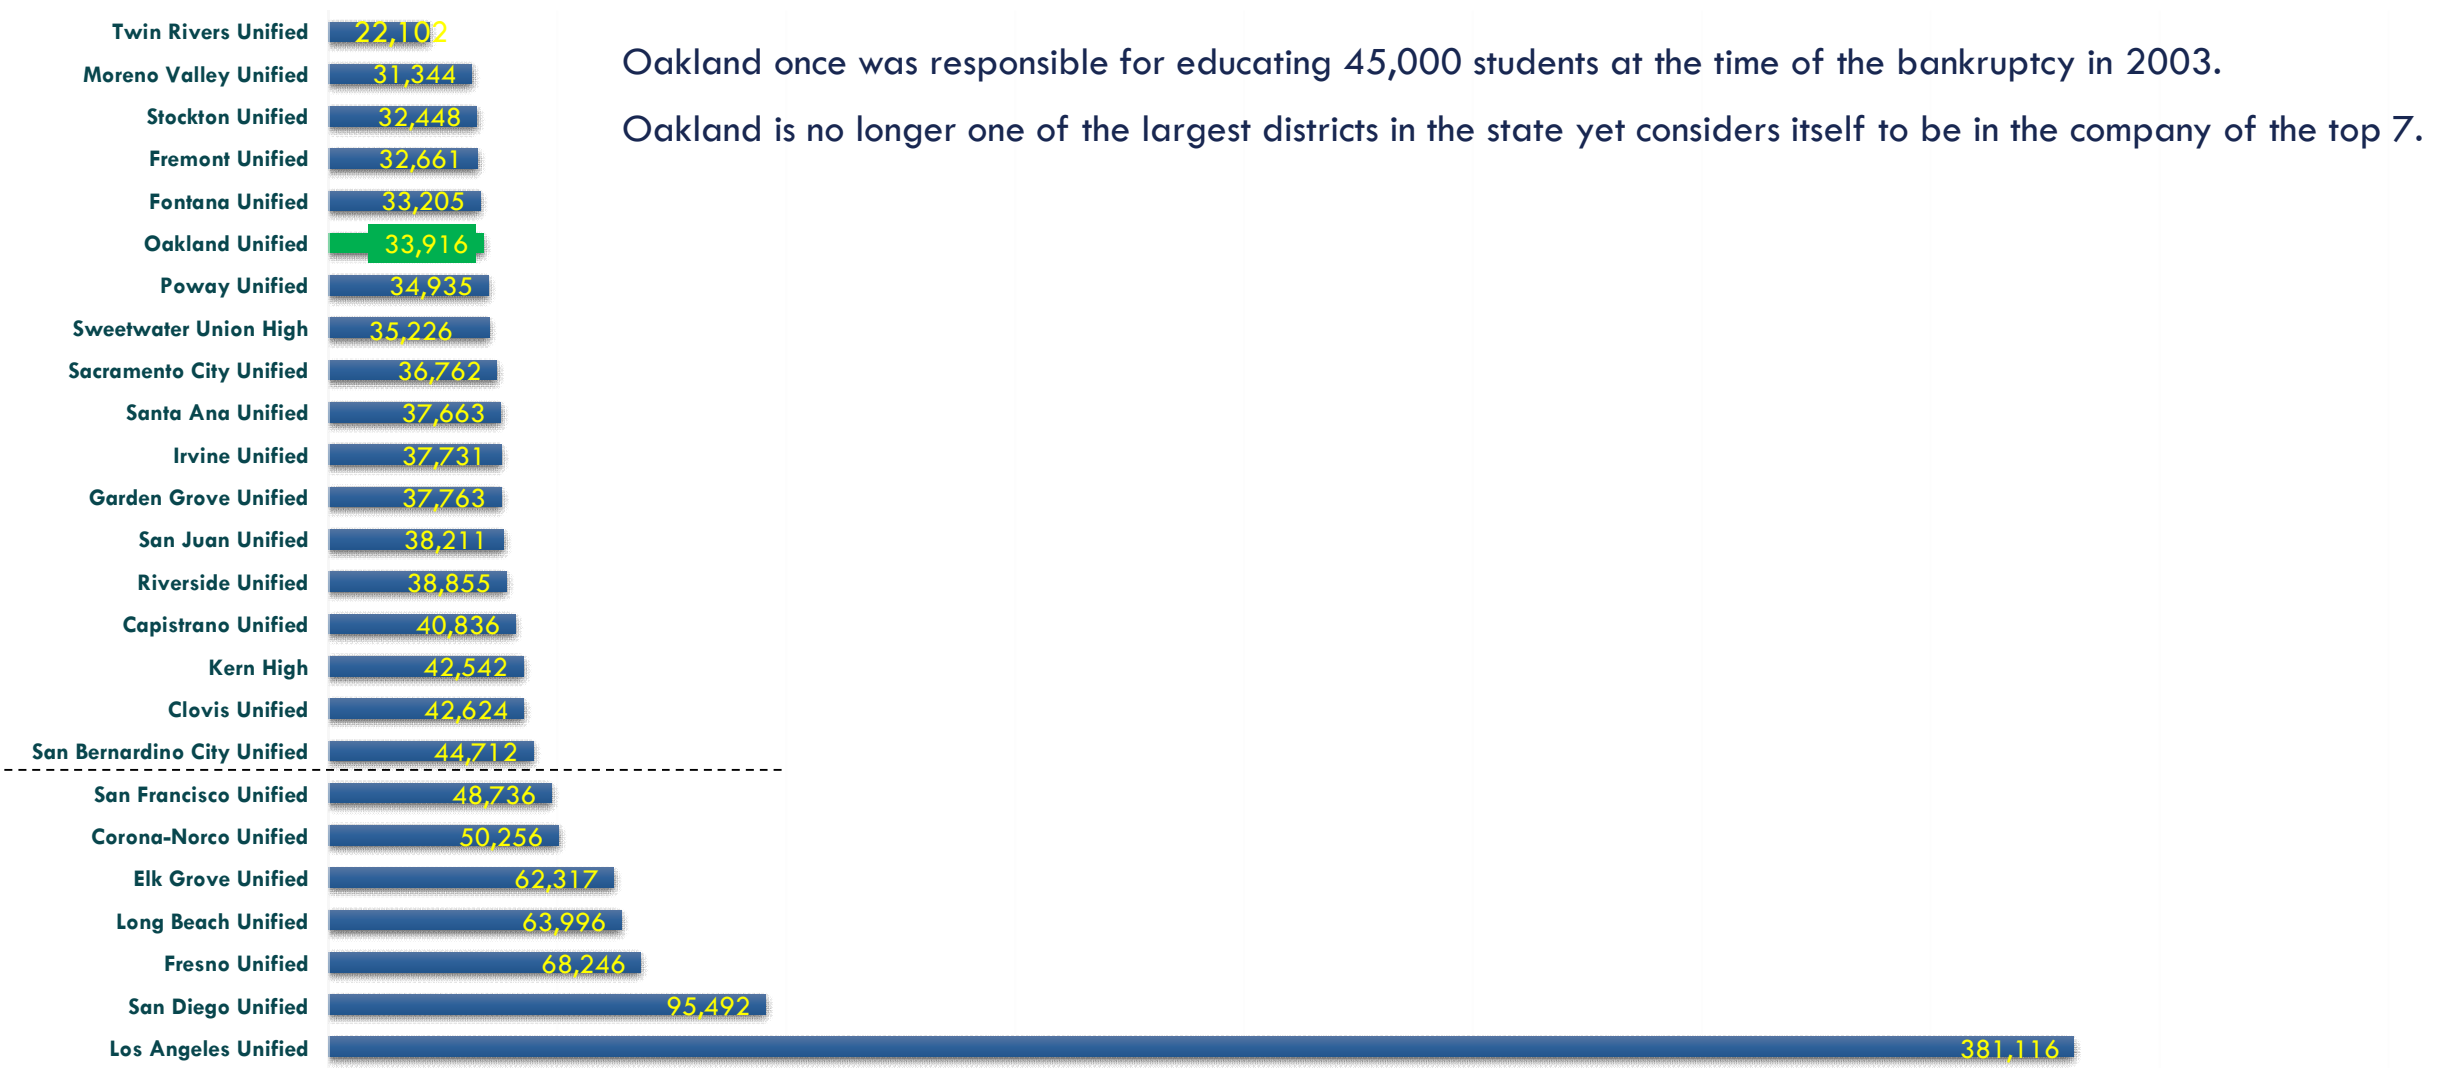 Twin Rivers Unified 22,102
Oakland once was responsible for educating 45,000 students at the time of the bankruptcy in 2003.
Moreno Valley Unified 31,344
Stockton Unified 32,448
Oakland is no longer one of the largest districts in the state yet considers itself to be in the company of the top 7.
Fremont Unified 32,661
Fontana Unified 33,205
Oakland Unified 33,916
Poway Unified 34,935
Sweetwater Union High 35,226
Sacramento City Unified 36,762
Santa Ana Unified 37,663
Irvine Unified 37,731
Garden Grove Unified 37,763
San Juan Unified 38,211
Riverside Unified 38,855
Capistrano Unified 40,836
Kern High 42,542
Clovis Unified 42,624
San Bernardino City Unified 44,712
San Francisco Unified 48,736
Corona-Norco Unified 50,256
Elk Grove Unified 62,317
Long Beach Unified 63,996
Fresno Unified 68,246
San Diego Unified 95,492
Los Angeles Unified 381,116